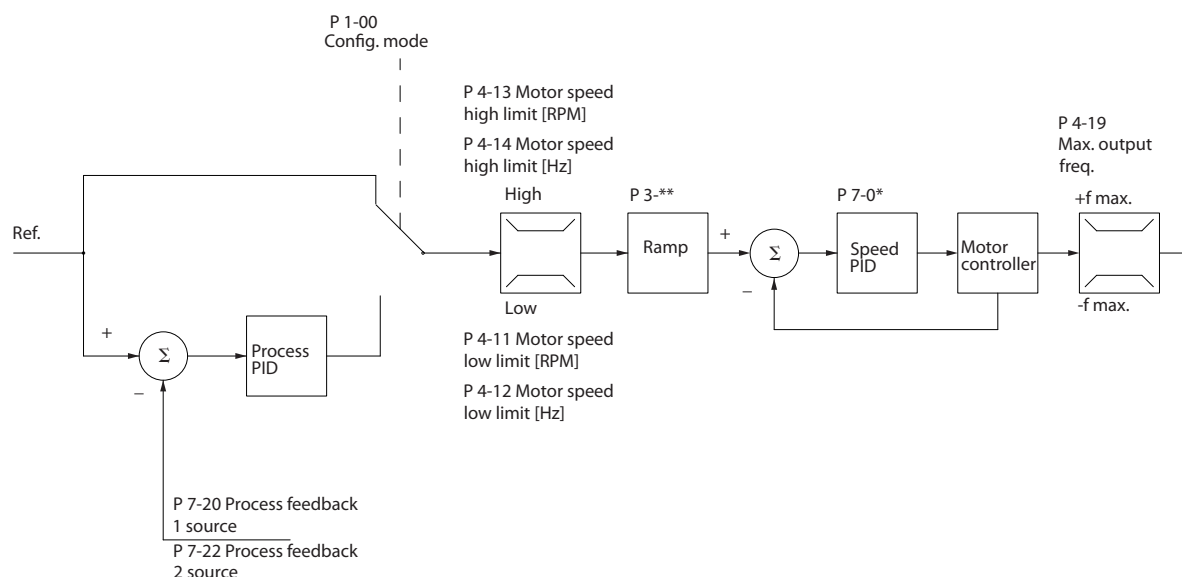 P 1-00
Config. mode
P 4-13 Motor speed
high limit [RPM]
P 4-14 Motor speed
high limit [Hz]
P 4-19
Max. output
freq.
High
P 3-**
P 7-0*
+f max.
Ref.
Ramp
+
Σ
−
Speed
PID
Motor
controller
Low
-f max.
+
Σ
−
Process
PID
P 4-11 Motor speed
low limit [RPM]
P 4-12 Motor speed
low limit [Hz]
P 7-20 Process feedback
1 source
P 7-22 Process feedback
2 source